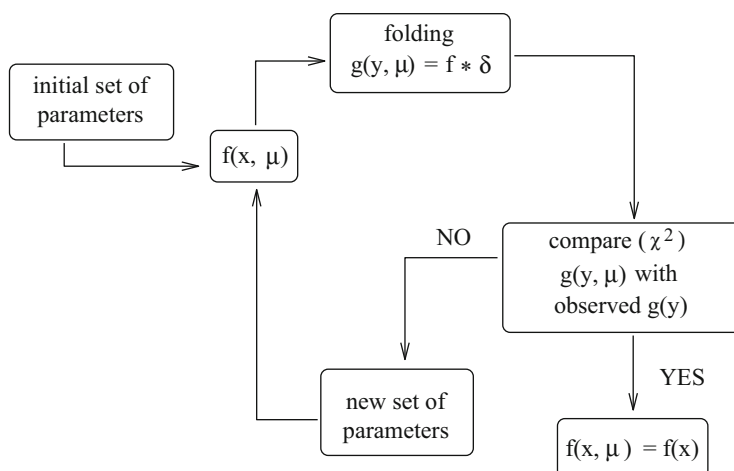 folding
g(y, μ) = f ∗ δ
initial set of
parameters
f(x, μ)
NO
compare (χ²)
g(y, μ) with
observed g(y)
YES
new set of
parameters
f(x, μ) = f(x)